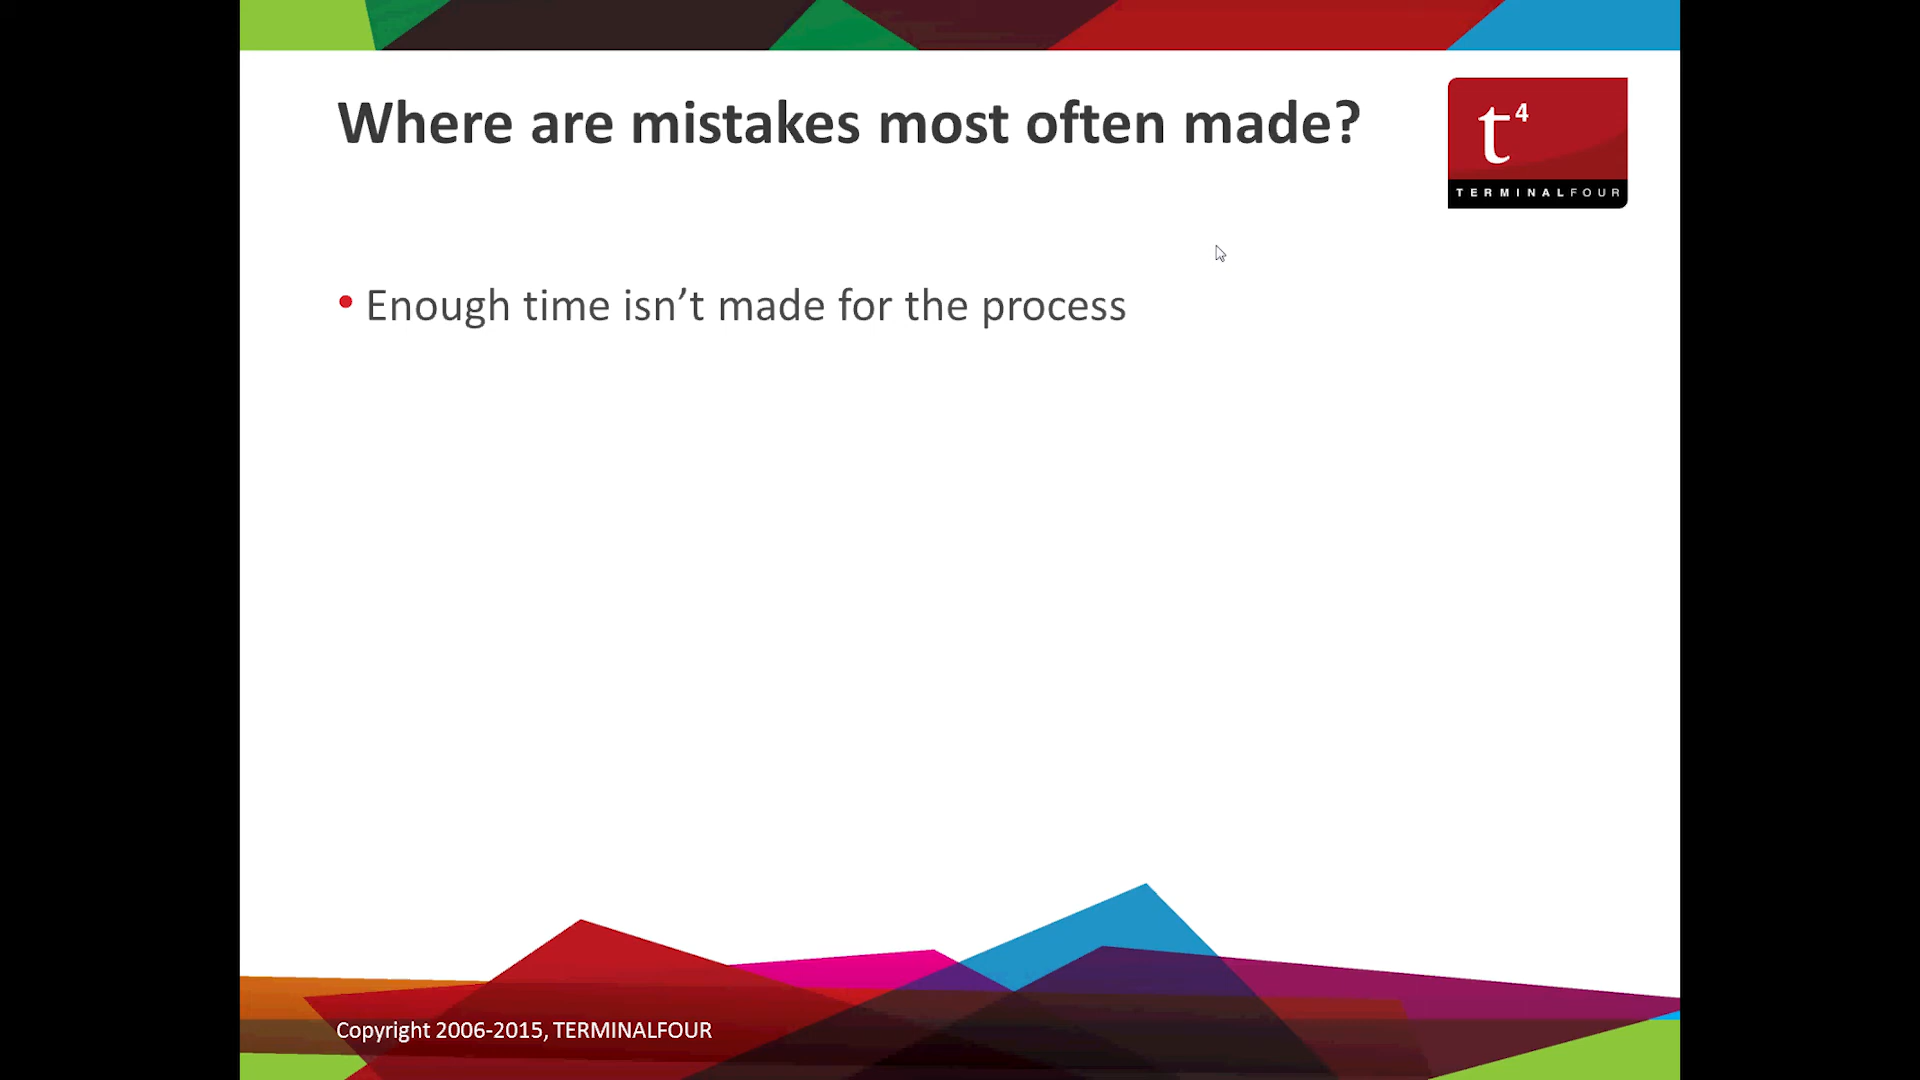 Where are mistakes most often made?
t4
TERMINALFOUR
• Enough time isn’t made for the process
Copyright 2006-2015, TERMINALFOUR